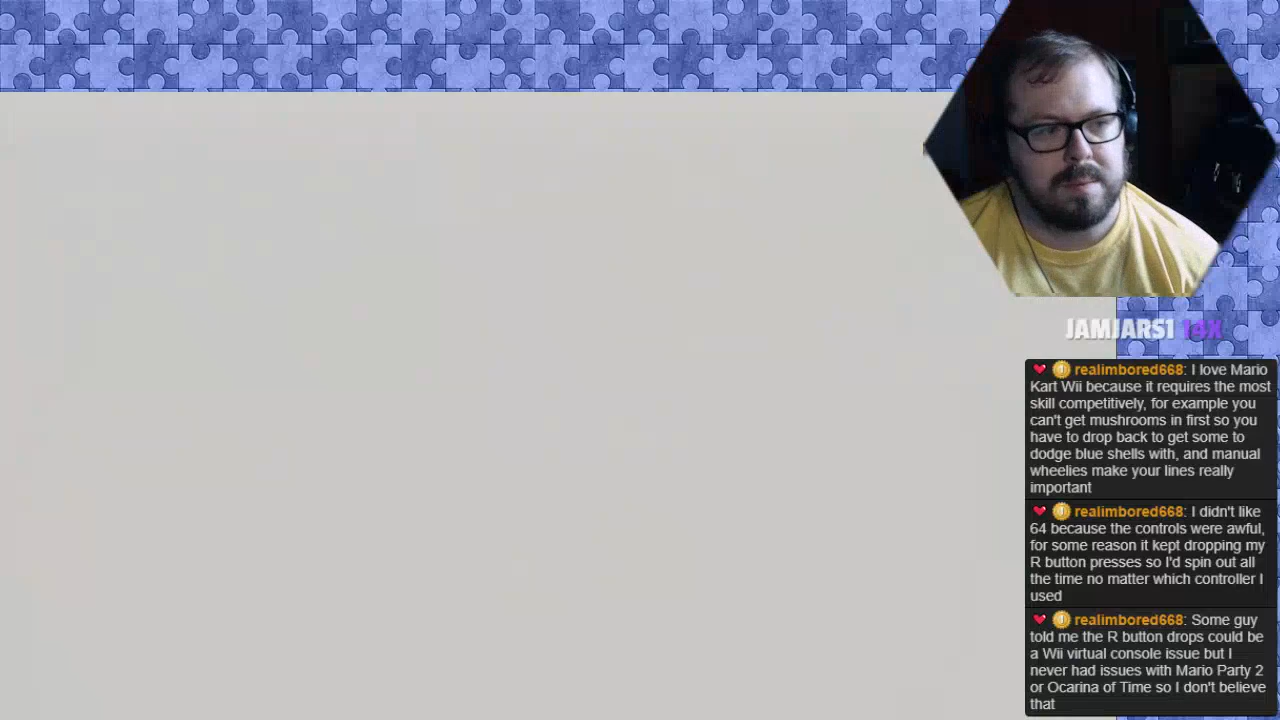 JAMJARS1 14X
realimbored668: I love Mario
Kart Wii because it requires the most
skill competitively, for example you
can't get mushrooms in first so you
have to drop back to get some to
dodge blue shells with, and manual
wheelies make your lines really
important
realimbored668: I didn't like
64 because the controls were awful,
for some reason it kept dropping my
R button presses so I'd spin out all
the time no matter which controller I
used
realimbored668: Some guy
told me the R button drops could be
a Wii virtual console issue but I
never had issues with Mario Party 2
or Ocarina of Time so I don't believe
that